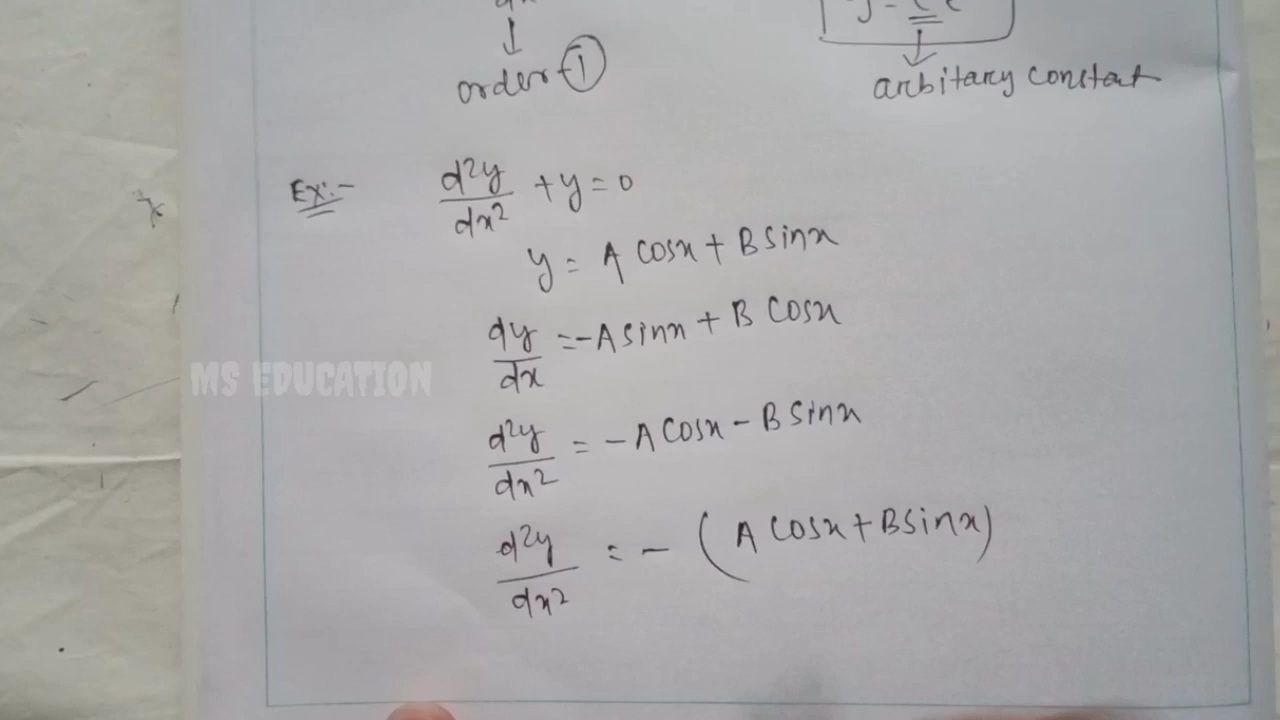 order - 1
arbitary constant
Ex:- d²y/dx² + y = 0
y = A cosx + B sinx
dy/dx = -A sinx + B cosx
MS EDUCATION
d²y/dx² = - A cosx - B sinx
d²y/dx² = - (A cosx + B sinx)